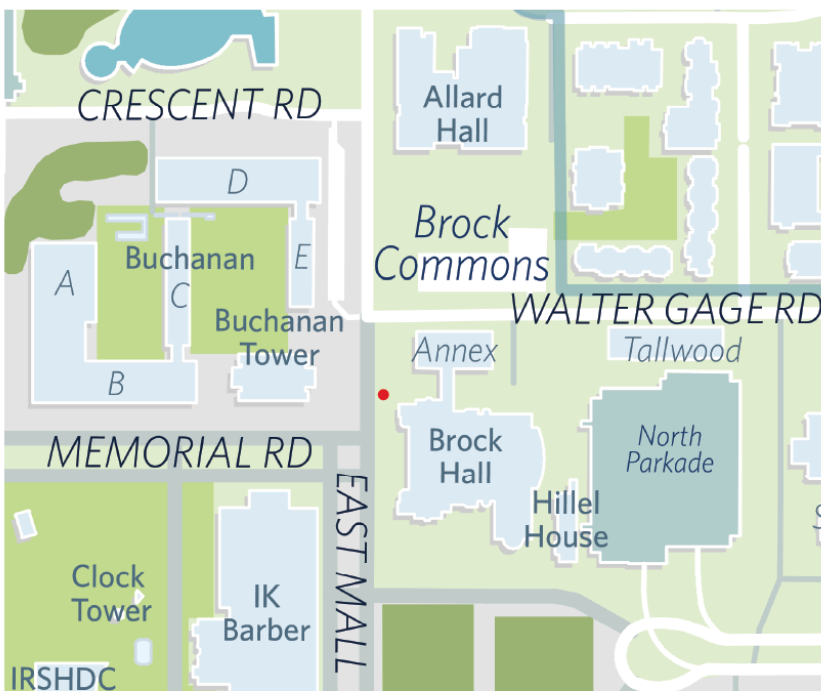 CRESCENT RD
Allard
Hall
D
Brock
Commons
Buchanan
E
A
C
WALTER GAGE RD
Buchanan
Tower
Annex
Tallwood
B
MEMORIAL RD
Brock
Hall
North
Parkade
EAST MALL
Hillel
House
Clock
Tower
IK
Barber
IRSHDC